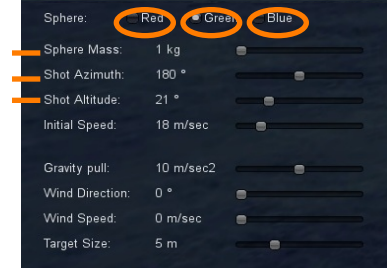 Sphere: Red Green Blue
Sphere Mass: 1 kg
Shot Azimuth: 180 °
Shot Altitude: 21 °
Initial Speed: 18 m/sec
Gravity pull: 10 m/sec2
Wind Direction: 0 °
Wind Speed: 0 m/sec
Target Size: 5 m